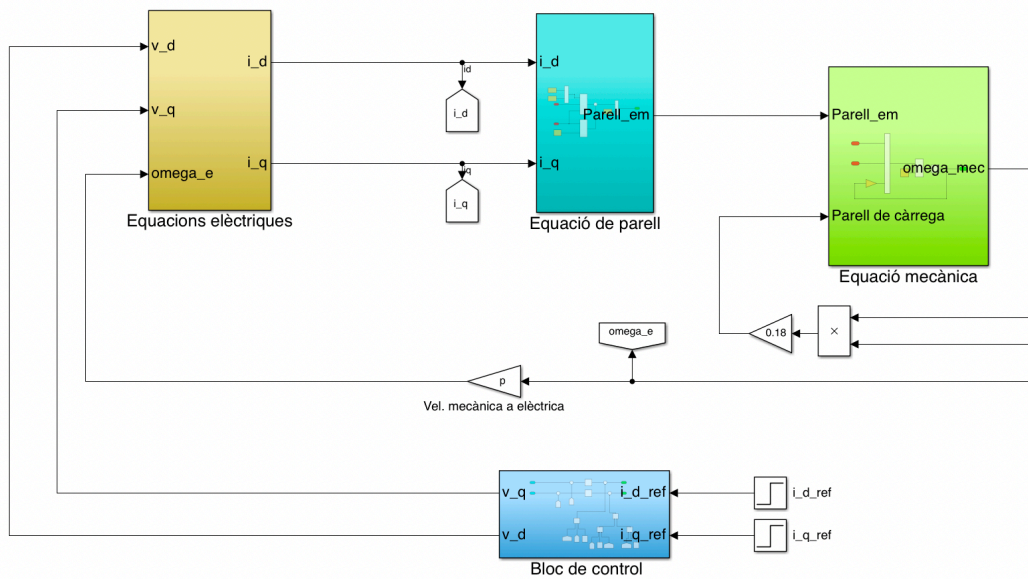 v_d
i_d
v_q
omega_e
i_q
Equacions elèctriques
id
i_d
iq
i_q
i_d
Parell_em
i_q
Equació de parell
Parell_em
omega_mec
Parell de càrrega
Equació mecànica
0.18
×
omega_e
p
Vel. mecànica a elèctrica
v_q
i_d_ref
v_d
i_q_ref
Bloc de control
i_d_ref
i_q_ref